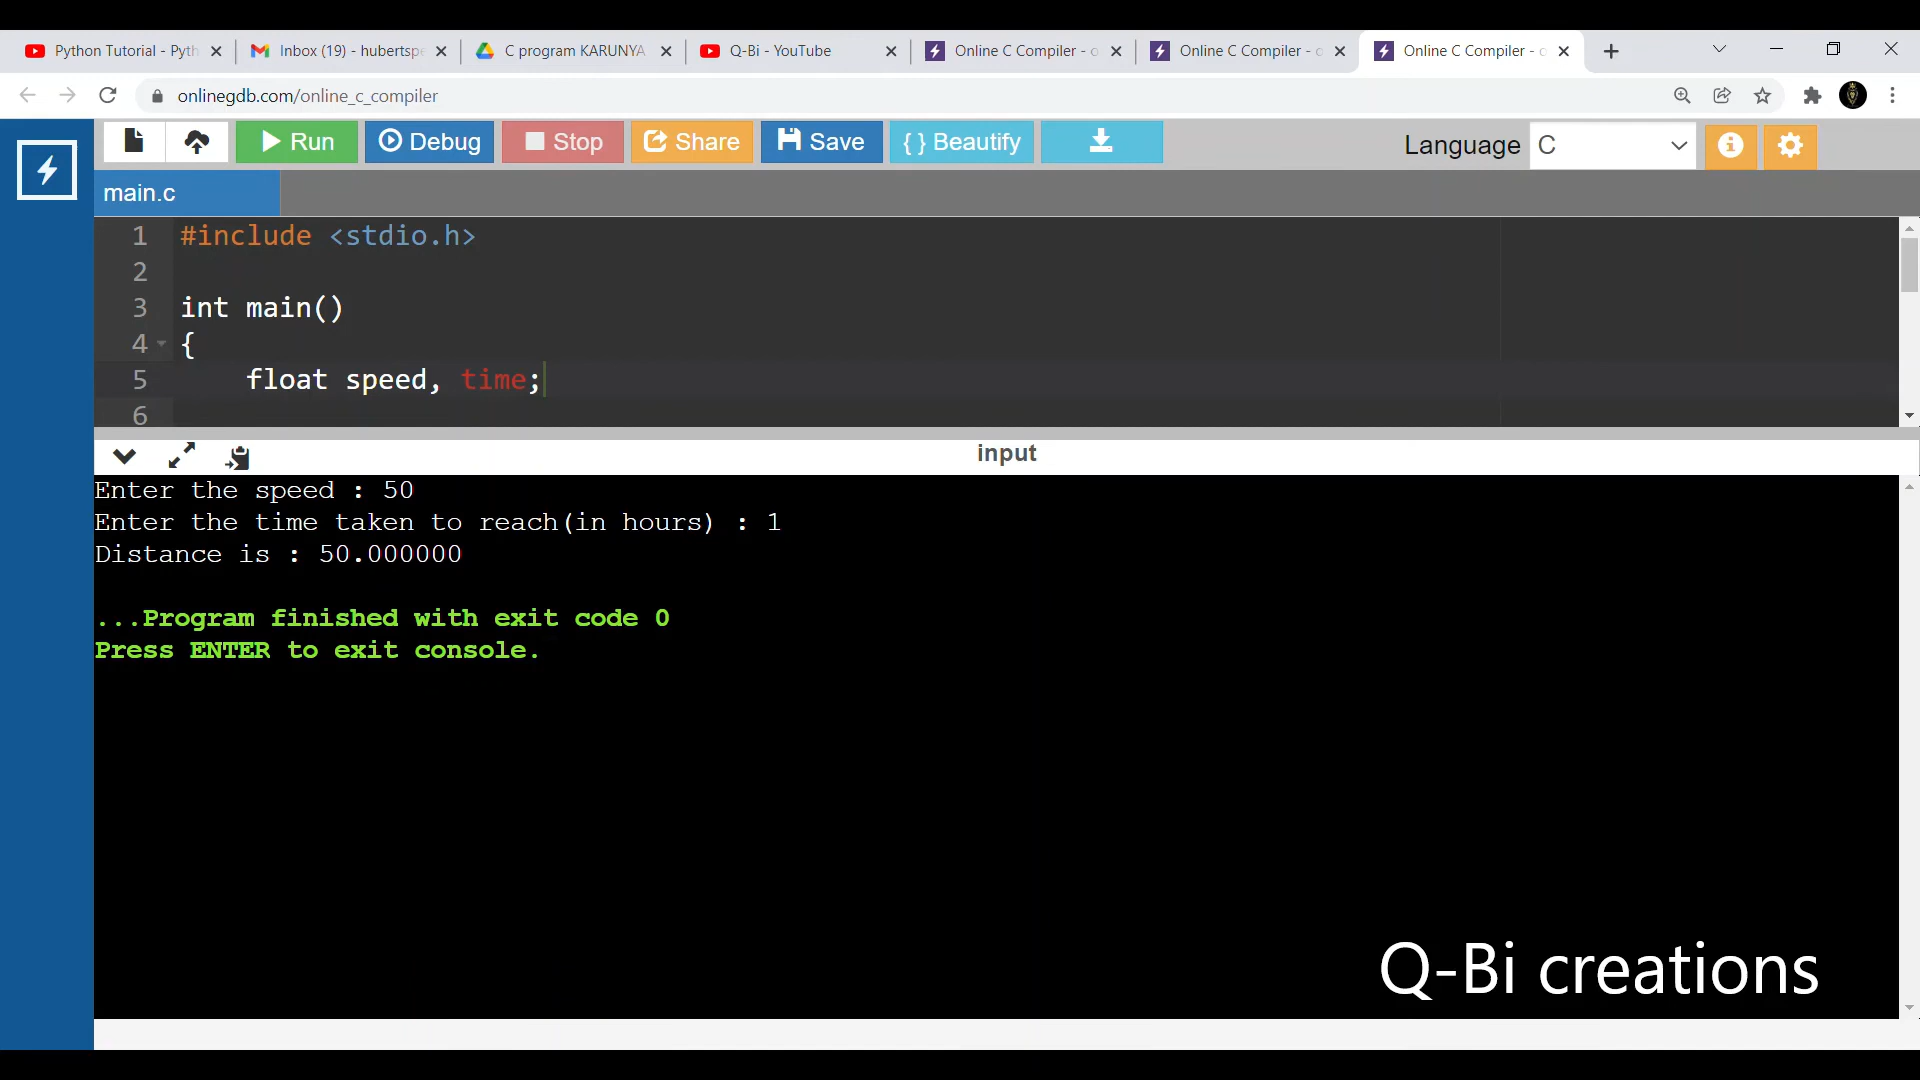 Python Tutorial - Pyth
Inbox (19) - hubertspe
C program KARUNYA
Q-Bi - YouTube
Online C Compiler - o
Online C Compiler - o
Online C Compiler - o
onlinegdb.com/online_c_compiler
Run
Debug
Stop
Share
Save
{ } Beautify
Language C
main.c
1 #include <stdio.h>
2
3 int main()
4 {
5 float speed, time;
6
input
Enter the speed : 50
Enter the time taken to reach(in hours) : 1
Distance is : 50.000000
...Program finished with exit code 0
Press ENTER to exit console.
Q-Bi creations